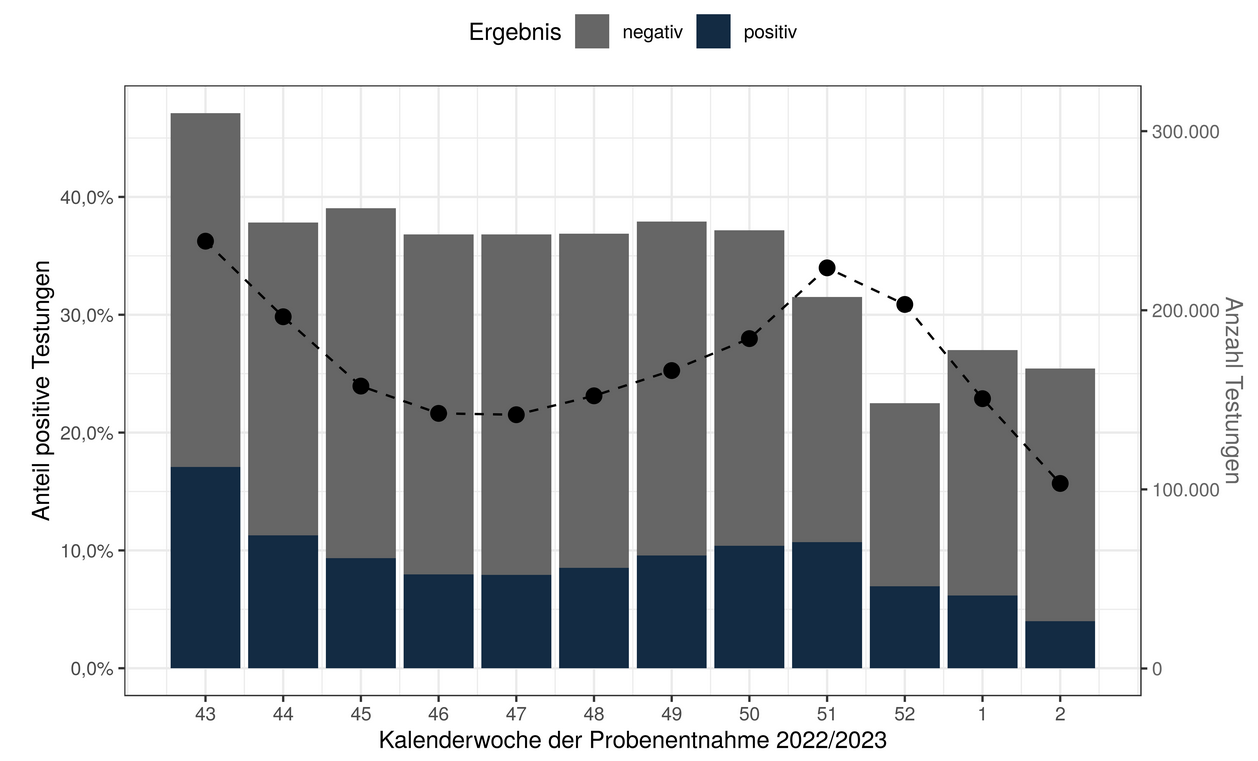 Ergebnis negativ positiv
40,0%
30,0%
20,0%
10,0%
0,0%
Anteil positive Testungen
300.000
200.000
100.000
0
Anzahl Testungen
43 44 45 46 47 48 49 50 51 52 1 2
Kalenderwoche der Probenentnahme 2022/2023